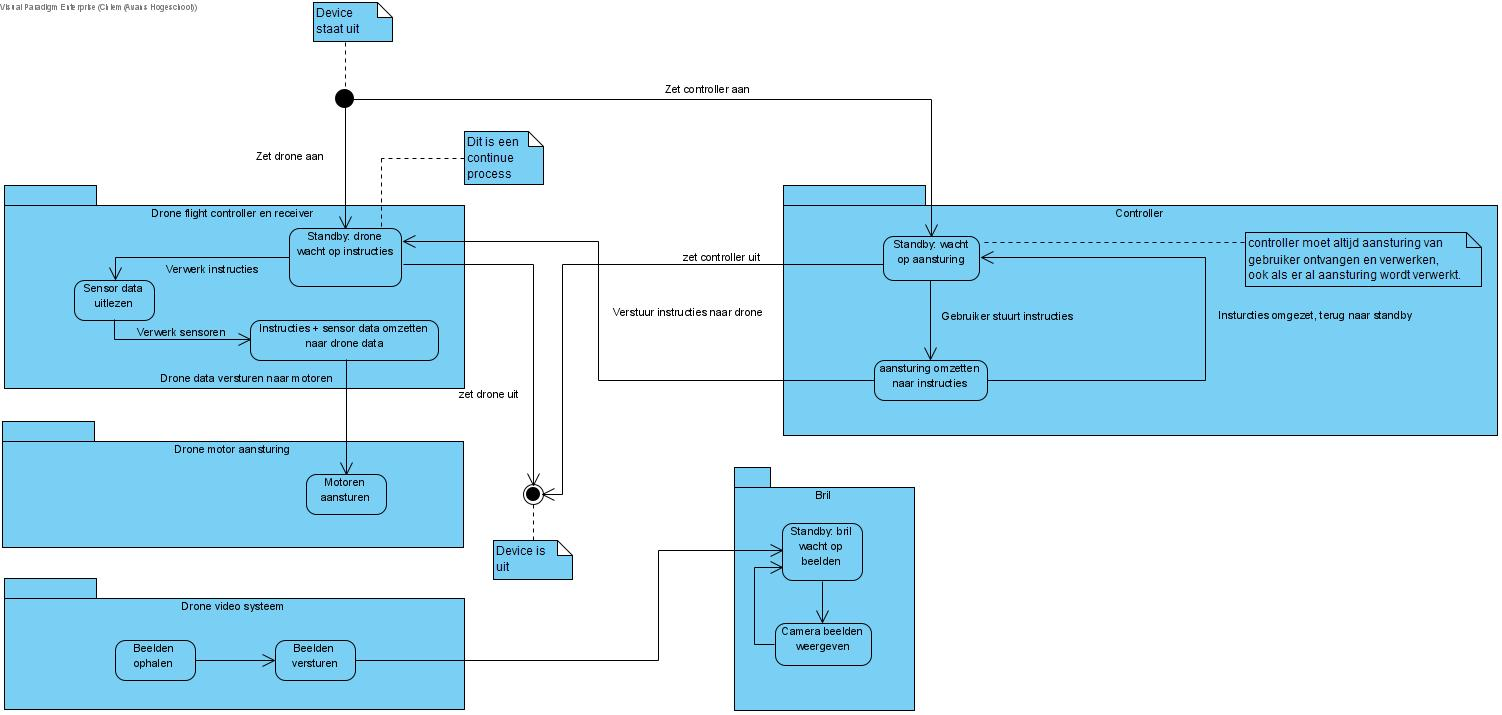 Visual Paradigm Enterprise (Chiem (Avans Hogeschool))
Device
staat uit
Zet controller aan
Zet drone aan
Dit is een
continue
process
Drone flight controller en receiver
Standby: drone
wacht op instructies
Verwerk instructies
Sensor data
uitlezen
Verwerk sensoren
Instructies + sensor data omzetten
naar drone data
Drone data versturen naar motoren
zet drone uit
zet controller uit
Verstuur instructies naar drone
Controller
Standby: wacht
op aansturing
controller moet altijd aansturing van
gebruiker ontvangen en verwerken,
ook als er al aansturing wordt verwerkt.
Gebruiker stuurt instructies
Insturcties omgezet, terug naar standby
aansturing omzetten
naar instructies
Drone motor aansturing
Motoren
aansturen
Device is
uit
Bril
Standby: bril
wacht op
beelden
Camera beelden
weergeven
Drone video systeem
Beelden
ophalen
Beelden
versturen